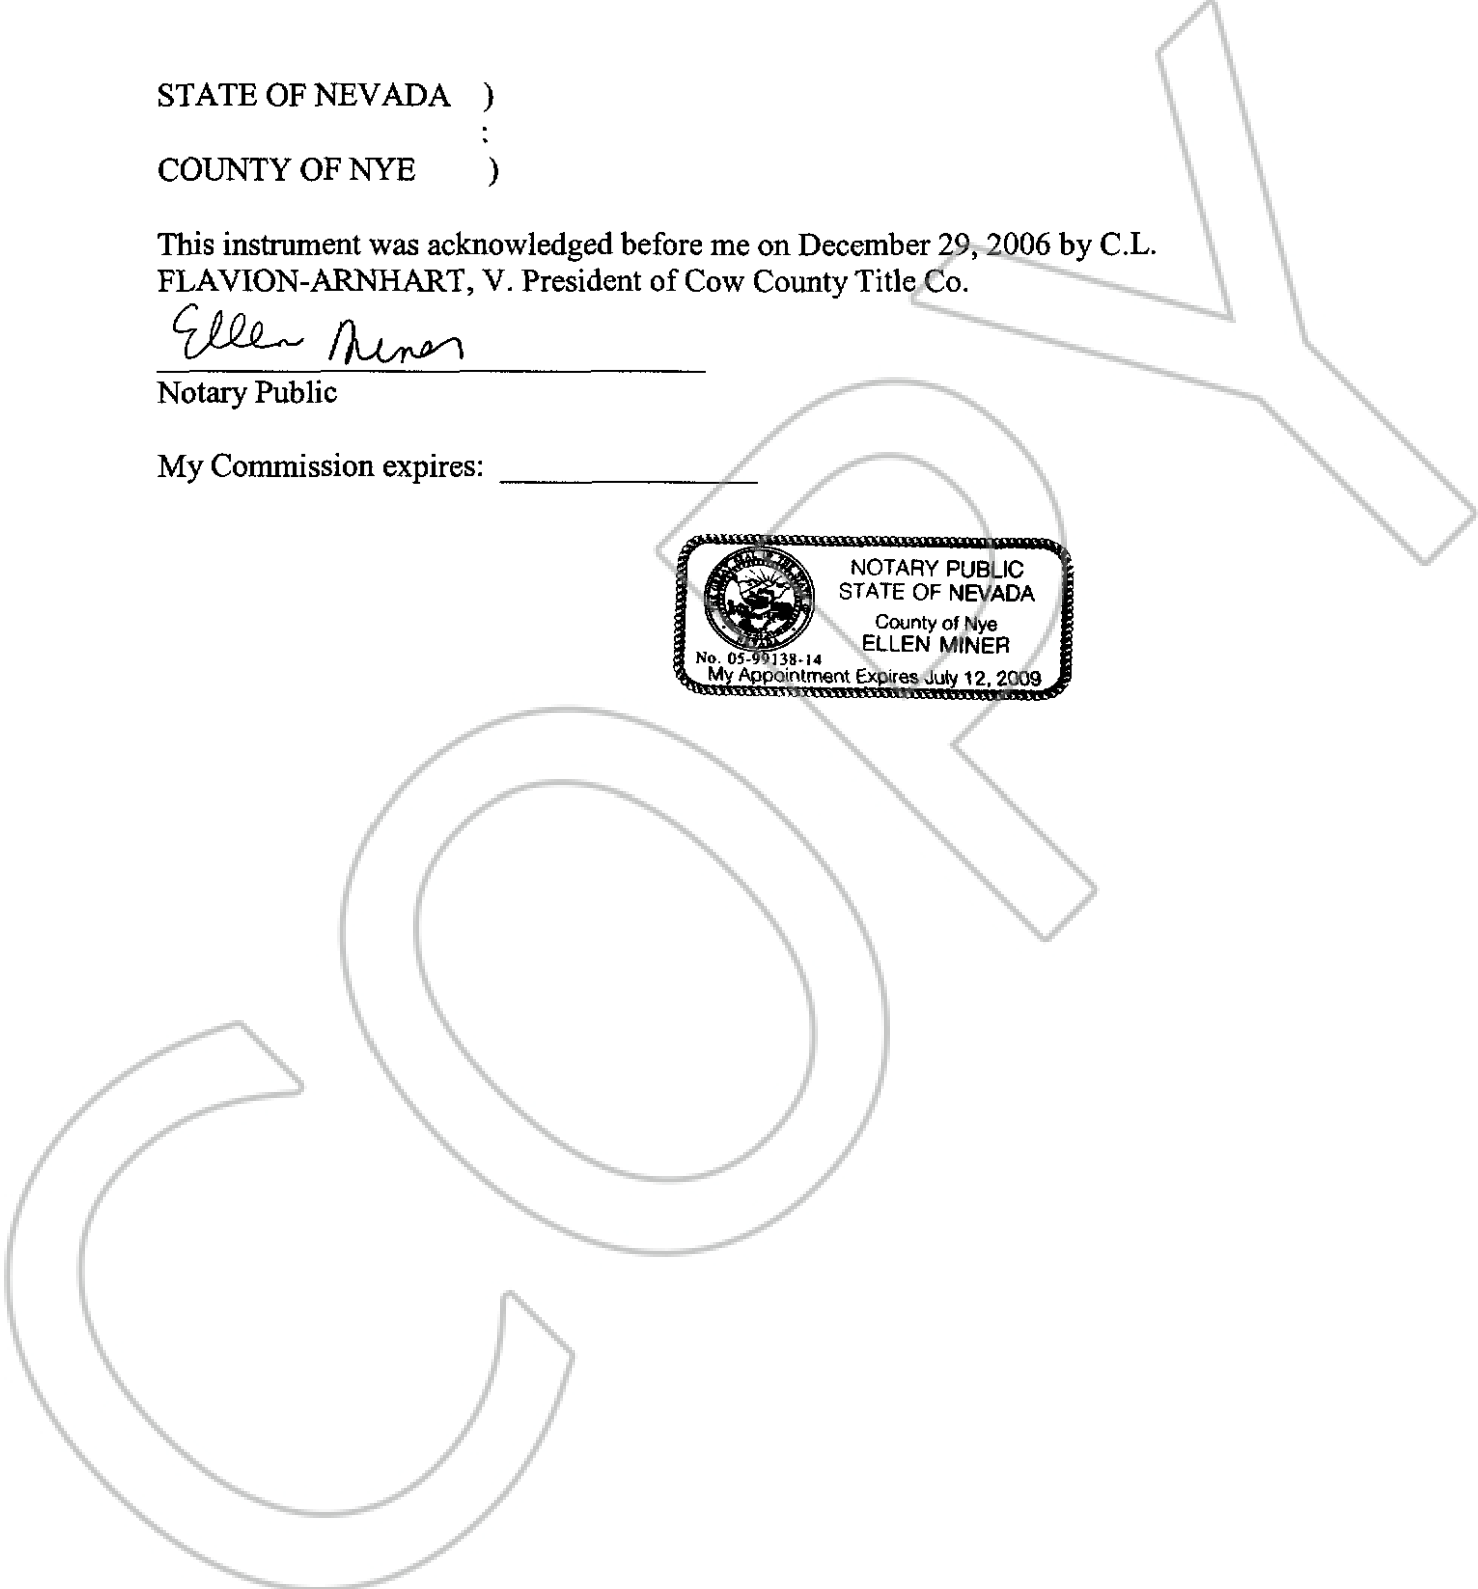 STATE OF NEVADA )
:
COUNTY OF NYE )
This instrument was acknowledged before me on December 29, 2006 by C.L.
FLAVION-ARNHART, V. President of Cow County Title Co.
Ellen Miner
Notary Public
My Commission expires:
NOTARY PUBLIC
STATE OF NEVADA
County of Nye
ELLEN MINER
No. 05-99138-14
My Appointment Expires July 12, 2009
COPY